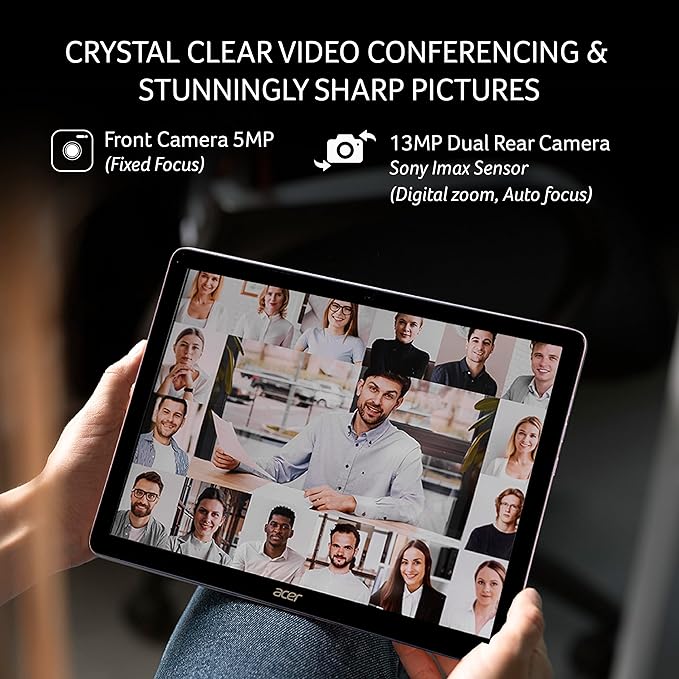 CRYSTAL CLEAR VIDEO CONFERENCING &
STUNNINGLY SHARP PICTURES
Front Camera 5MP
(Fixed Focus)
13MP Dual Rear Camera
Sony Imax Sensor
(Digital zoom, Auto focus)
acer